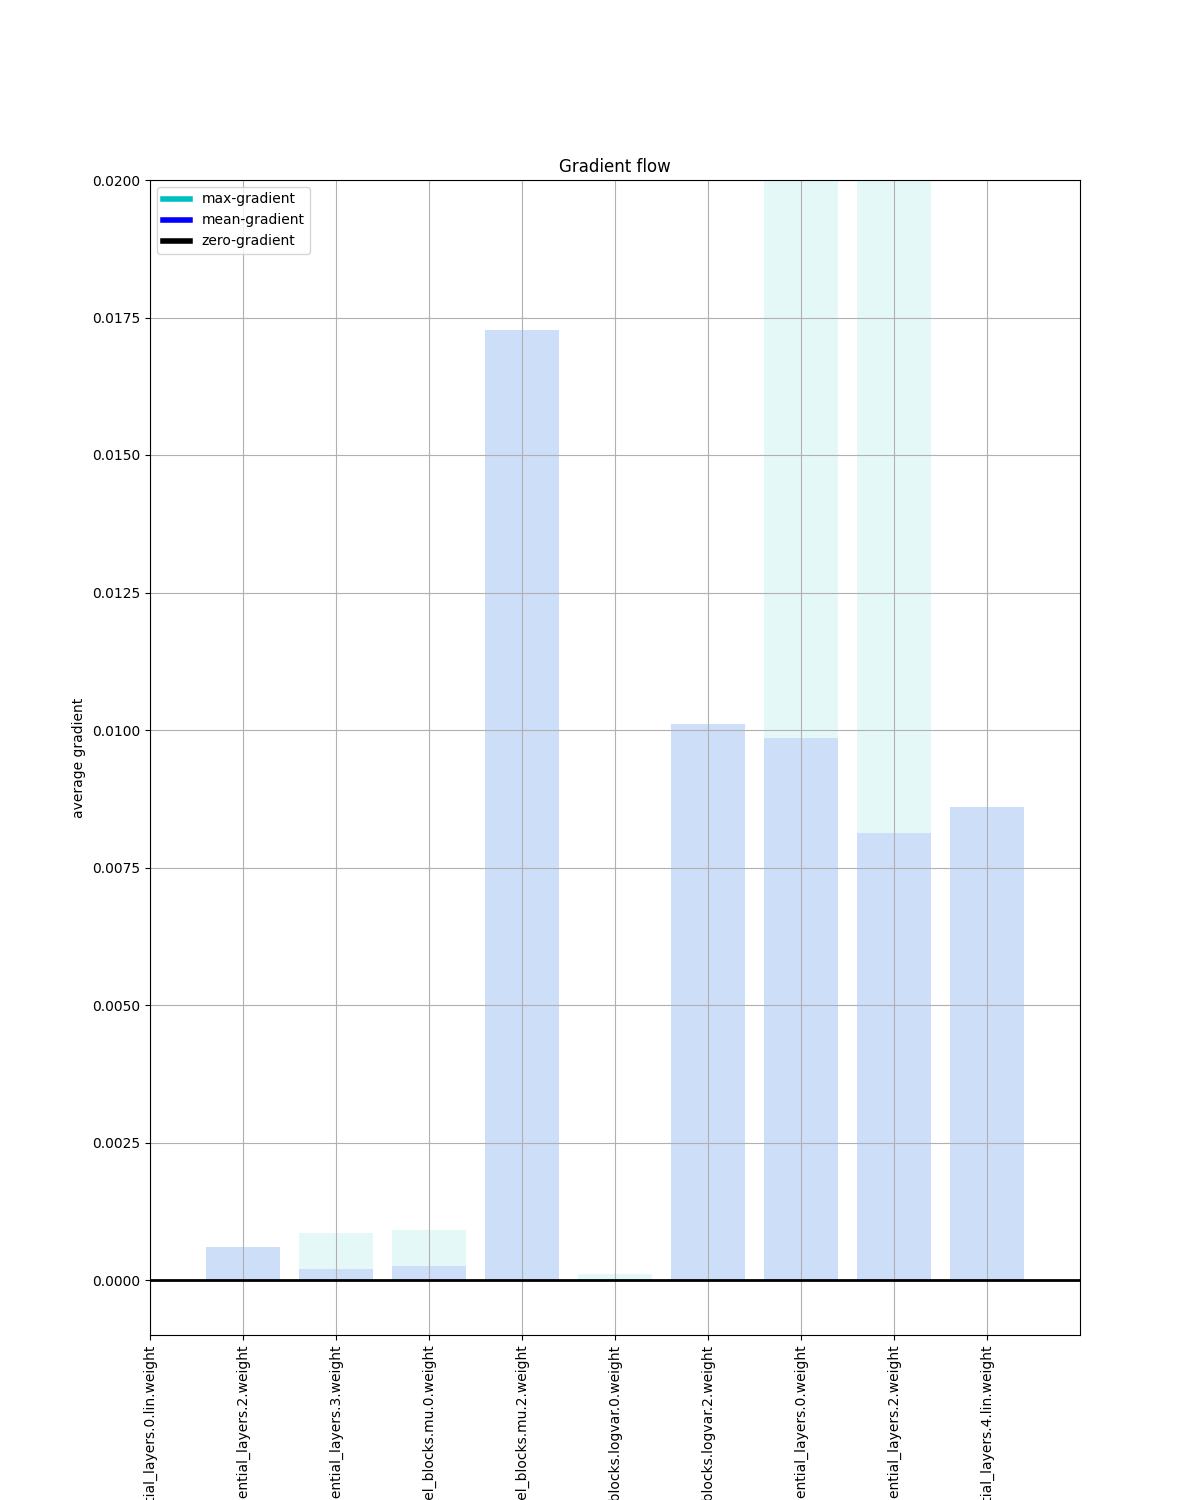 Gradient flow
max-gradient
mean-gradient
zero-gradient
0.0200
0.0175
0.0150
0.0125
0.0100
0.0075
0.0050
0.0025
0.0000
average gradient
tial_layers.0.lin.weight
ential_layers.2.weight
ential_layers.3.weight
el_blocks.mu.0.weight
el_blocks.mu.2.weight
blocks.logvar.0.weight
blocks.logvar.2.weight
ential_layers.0.weight
ential_layers.2.weight
tial_layers.4.lin.weight